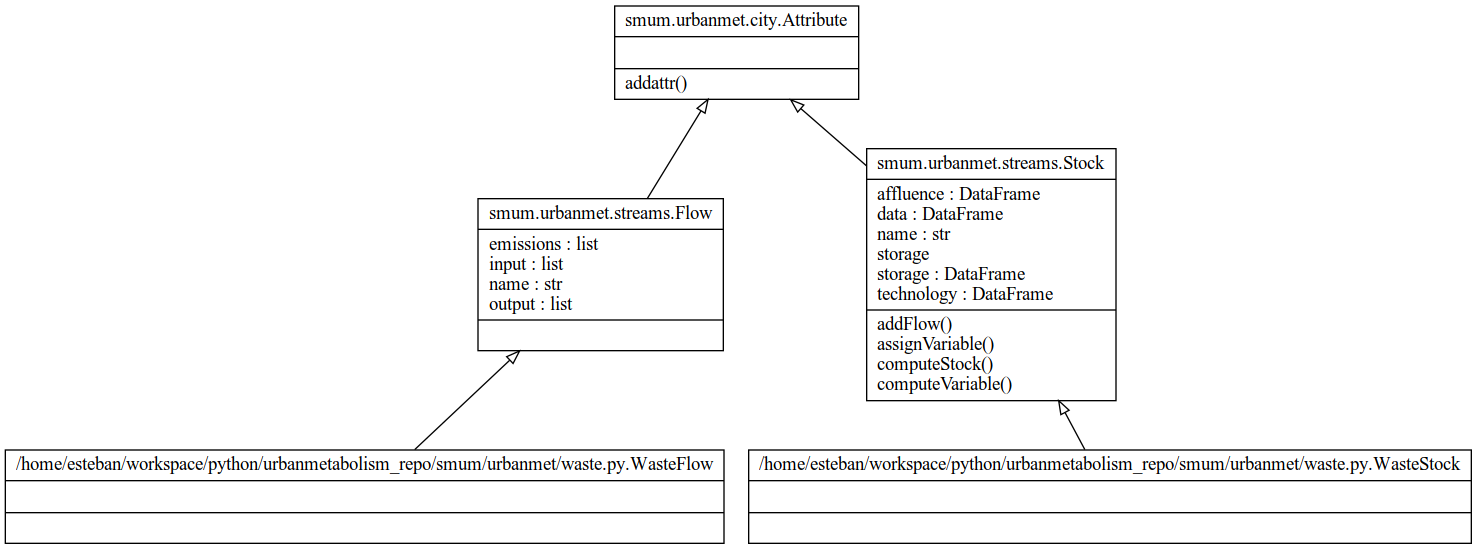 smum.urbanmet.city.Attribute
addattr()
smum.urbanmet.streams.Flow
emissions : list
input : list
name : str
output : list
smum.urbanmet.streams.Stock
affluence : DataFrame
data : DataFrame
name : str
storage
storage : DataFrame
technology : DataFrame
addFlow()
assignVariable()
computeStock()
computeVariable()
/home/esteban/workspace/python/urbanmetabolism_repo/smum/urbanmet/waste.py.WasteFlow
/home/esteban/workspace/python/urbanmetabolism_repo/smum/urbanmet/waste.py.WasteStock